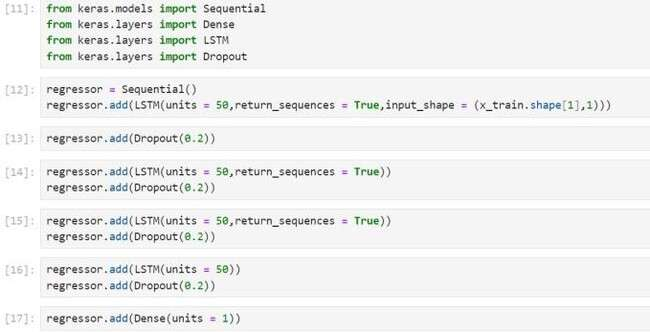 [11]: from keras.models import Sequential
from keras.layers import Dense
from keras.layers import LSTM
from keras.layers import Dropout
[12]: regressor = Sequential()
regressor.add(LSTM(units = 50,return_sequences = True,input_shape = (x_train.shape[1],1)))
[13]: regressor.add(Dropout(0.2))
[14]: regressor.add(LSTM(units = 50,return_sequences = True))
regressor.add(Dropout(0.2))
[15]: regressor.add(LSTM(units = 50,return_sequences = True))
regressor.add(Dropout(0.2))
[16]: regressor.add(LSTM(units = 50))
regressor.add(Dropout(0.2))
[17]: regressor.add(Dense(units = 1))